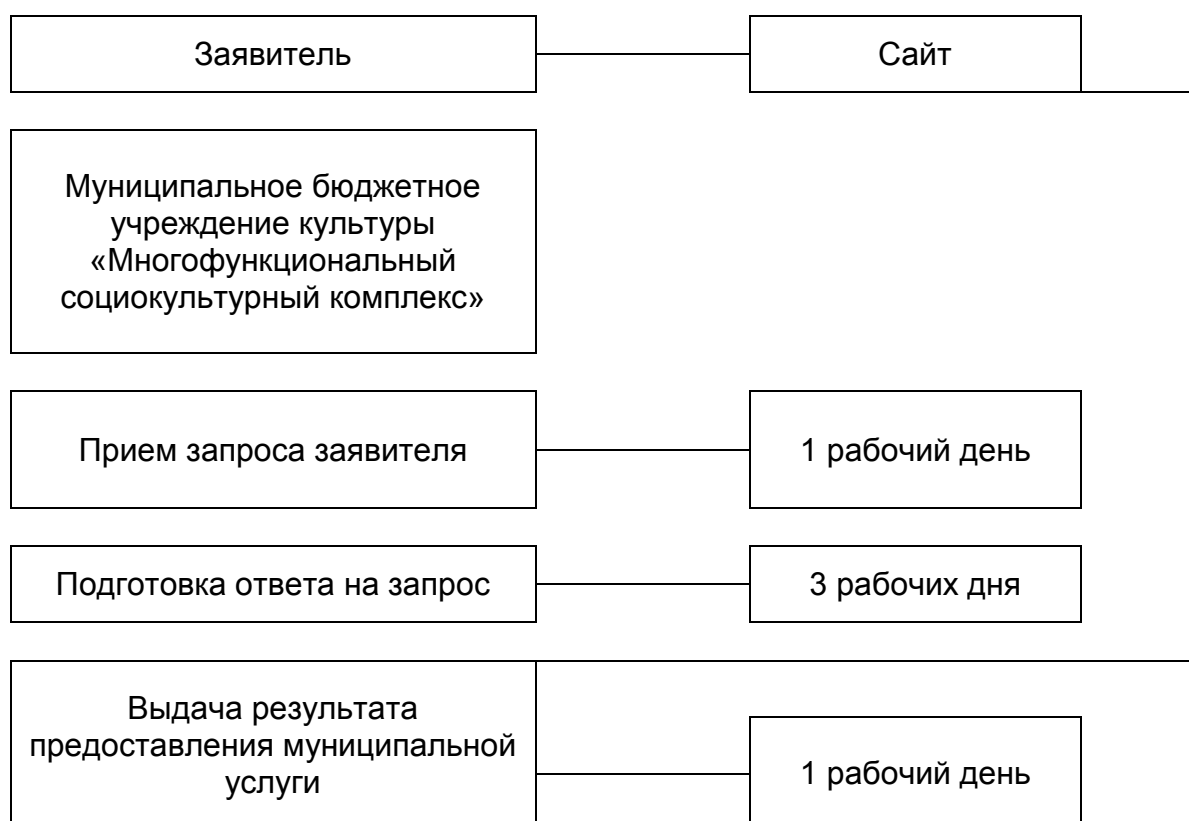 Заявитель
Сайт
Муниципальное бюджетное
учреждение культуры
«Многофункциональный
социокультурный комплекс»
Прием запроса заявителя
1 рабочий день
Подготовка ответа на запрос
3 рабочих дня
Выдача результата
предоставления муниципальной
услуги
1 рабочий день